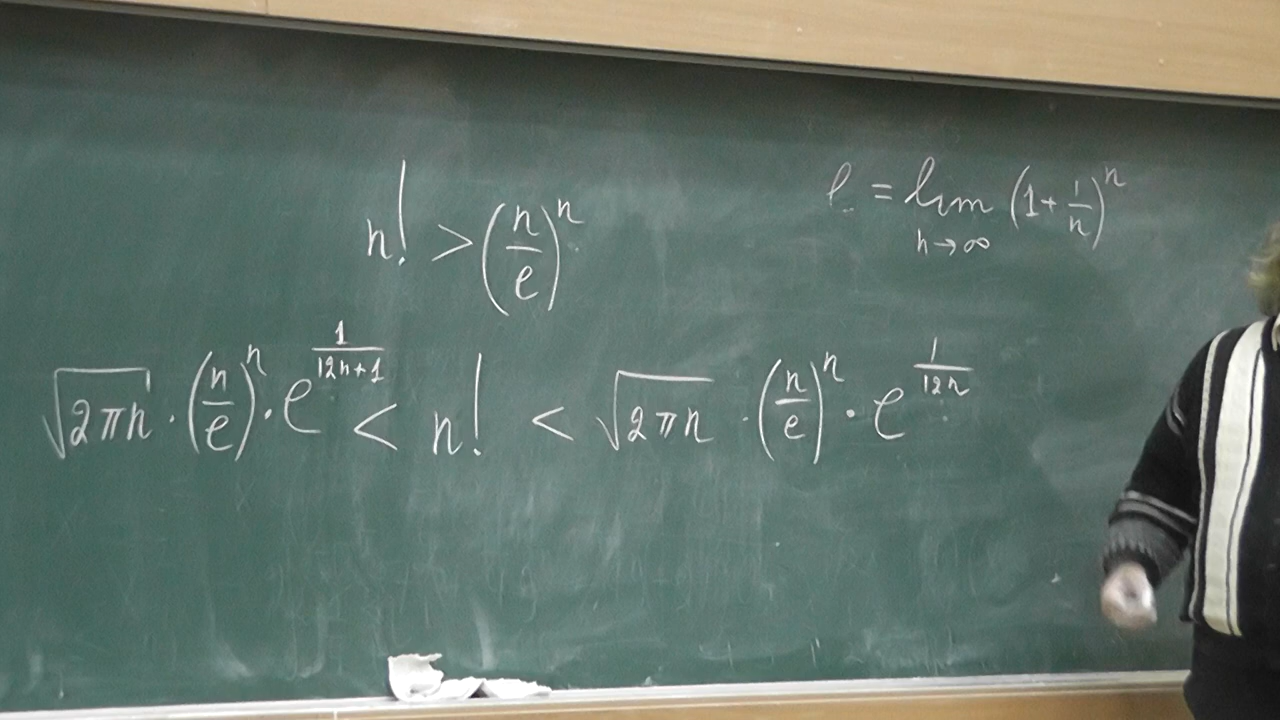 n! > (n/e)^n
e = lim_{n→∞} (1+1/n)^n
√(2πn) · (n/e)^n · e^{1/(12n+1)} < n! < √(2πn) · (n/e)^n · e^{1/(12n)}